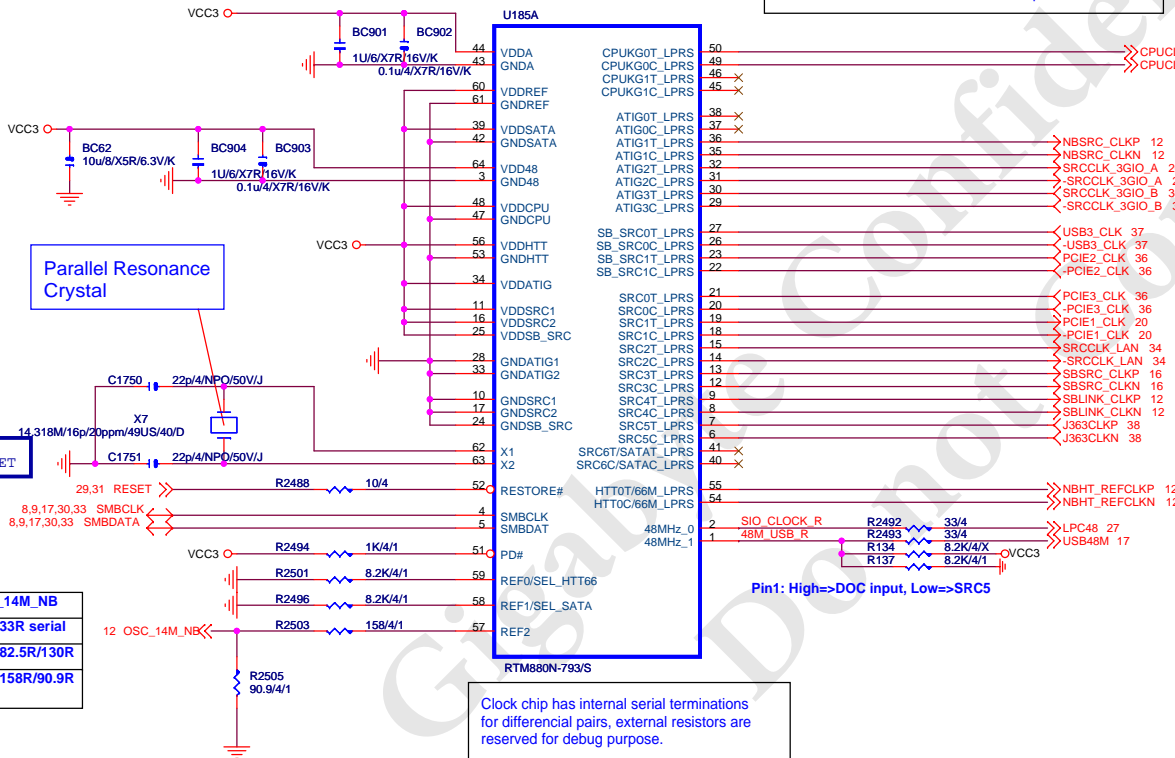 VCC3
U185A
BC901
BC902
1U/6/X7R/16V/K
0.1u/4/X7R/16V/K
VCC3
BC62
10u/8/X5R/6.3V/K
BC904
BC903
1U/6/X7R/16V/K
0.1u/4/X7R/16V/K
VCC3
Parallel Resonance
Crystal
C1750
22p/4/NPO/50V/J
X7
14.318M/16p/20ppm/49US/40/D
C1751
22p/4/NPO/50V/J
29,31 RESET
R2488
10/4
8,9,17,30,33 SMBCLK
8,9,17,30,33 SMBDATA
VCC3
R2494
1K/4/1
R2501
8.2K/4/1
R2496
8.2K/4/1
12 OSC_14M_NB
R2503
158/4/1
R2505
90.9/4/1
_14M_NB
33R serial
82.5R/130R
158R/90.9R
44 VDDA
43 GNDA
60 VDDREF
61 GNDREF
39 VDDSATA
42 GNDSATA
64 VDD48
3 GND48
48 VDDCPU
47 GNDCPU
56 VDDHTT
53 GNDHTT
34 VDDATIG
11 VDDSRC1
16 VDDSRC2
25 VDDSB_SRC
28 GNDATIG1
33 GNDATIG2
10 GNDSRC1
17 GNDSRC2
24 GNDSB_SRC
62 X1
63 X2
52 RESTORE#
4 SMBCLK
5 SMBDAT
51 PD#
59 REF0/SEL_HTT66
58 REF1/SEL_SATA
57 REF2
CPUKG0T_LPRS 50
CPUKG0C_LPRS 49
CPUKG1T_LPRS 46
CPUKG1C_LPRS 45
ATIG0T_LPRS 38
ATIG0C_LPRS 37
ATIG1T_LPRS 36 NBSRC_CLKP 12
ATIG1C_LPRS 35 NBSRC_CLKN 12
ATIG2T_LPRS 32 SRCCLK_3GIO_A
ATIG2C_LPRS 31 -SRCCLK_3GIO_A
ATIG3T_LPRS 30 SRCCLK_3GIO_B
ATIG3C_LPRS 29 -SRCCLK_3GIO_B
SB_SRC0T_LPRS 27 USB3_CLK 37
SB_SRC0C_LPRS 26 -USB3_CLK 37
SB_SRC1T_LPRS 23 PCIE2_CLK 36
SB_SRC1C_LPRS 22 -PCIE2_CLK 36
SRC0T_LPRS 21 PCIE3_CLK 36
SRC0C_LPRS 20 -PCIE3_CLK 36
SRC1T_LPRS 19 PCIE1_CLK 20
SRC1C_LPRS 18 -PCIE1_CLK 20
SRC2T_LPRS 15 SRCCLK_LAN 34
SRC2C_LPRS 14 -SRCCLK_LAN 34
SRC3T_LPRS 13 SBSRC_CLKP 16
SRC3C_LPRS 12 SBSRC_CLKN 16
SRC4T_LPRS 9 SBLINK_CLKP 12
SRC4C_LPRS 8 SBLINK_CLKN 12
SRC5T_LPRS 7 J363CLKP 38
SRC5C_LPRS 6 J363CLKN 38
SRC6T/SATAT_LPRS 41
SRC6C/SATAC_LPRS 40
HTT0T/66M_LPRS 55 NBHT_REFCLKP 12
HTT0C/66M_LPRS 54 NBHT_REFCLKN 12
48MHz_0 2 SIO_CLOCK_R R2492 33/4 LPC48 27
48MHz_1 1 48M_USB_R R2493 33/4 USB48M 17
R134 8.2K/4/X VCC3
R137 8.2K/4/1
Pin1: High=>DOC input, Low=>SRC5
RTM880N-793/S
Clock chip has internal serial terminations
for differencial pairs, external resistors are
reserved for debug purpose.
Gigabyte Confiden
Do not Co